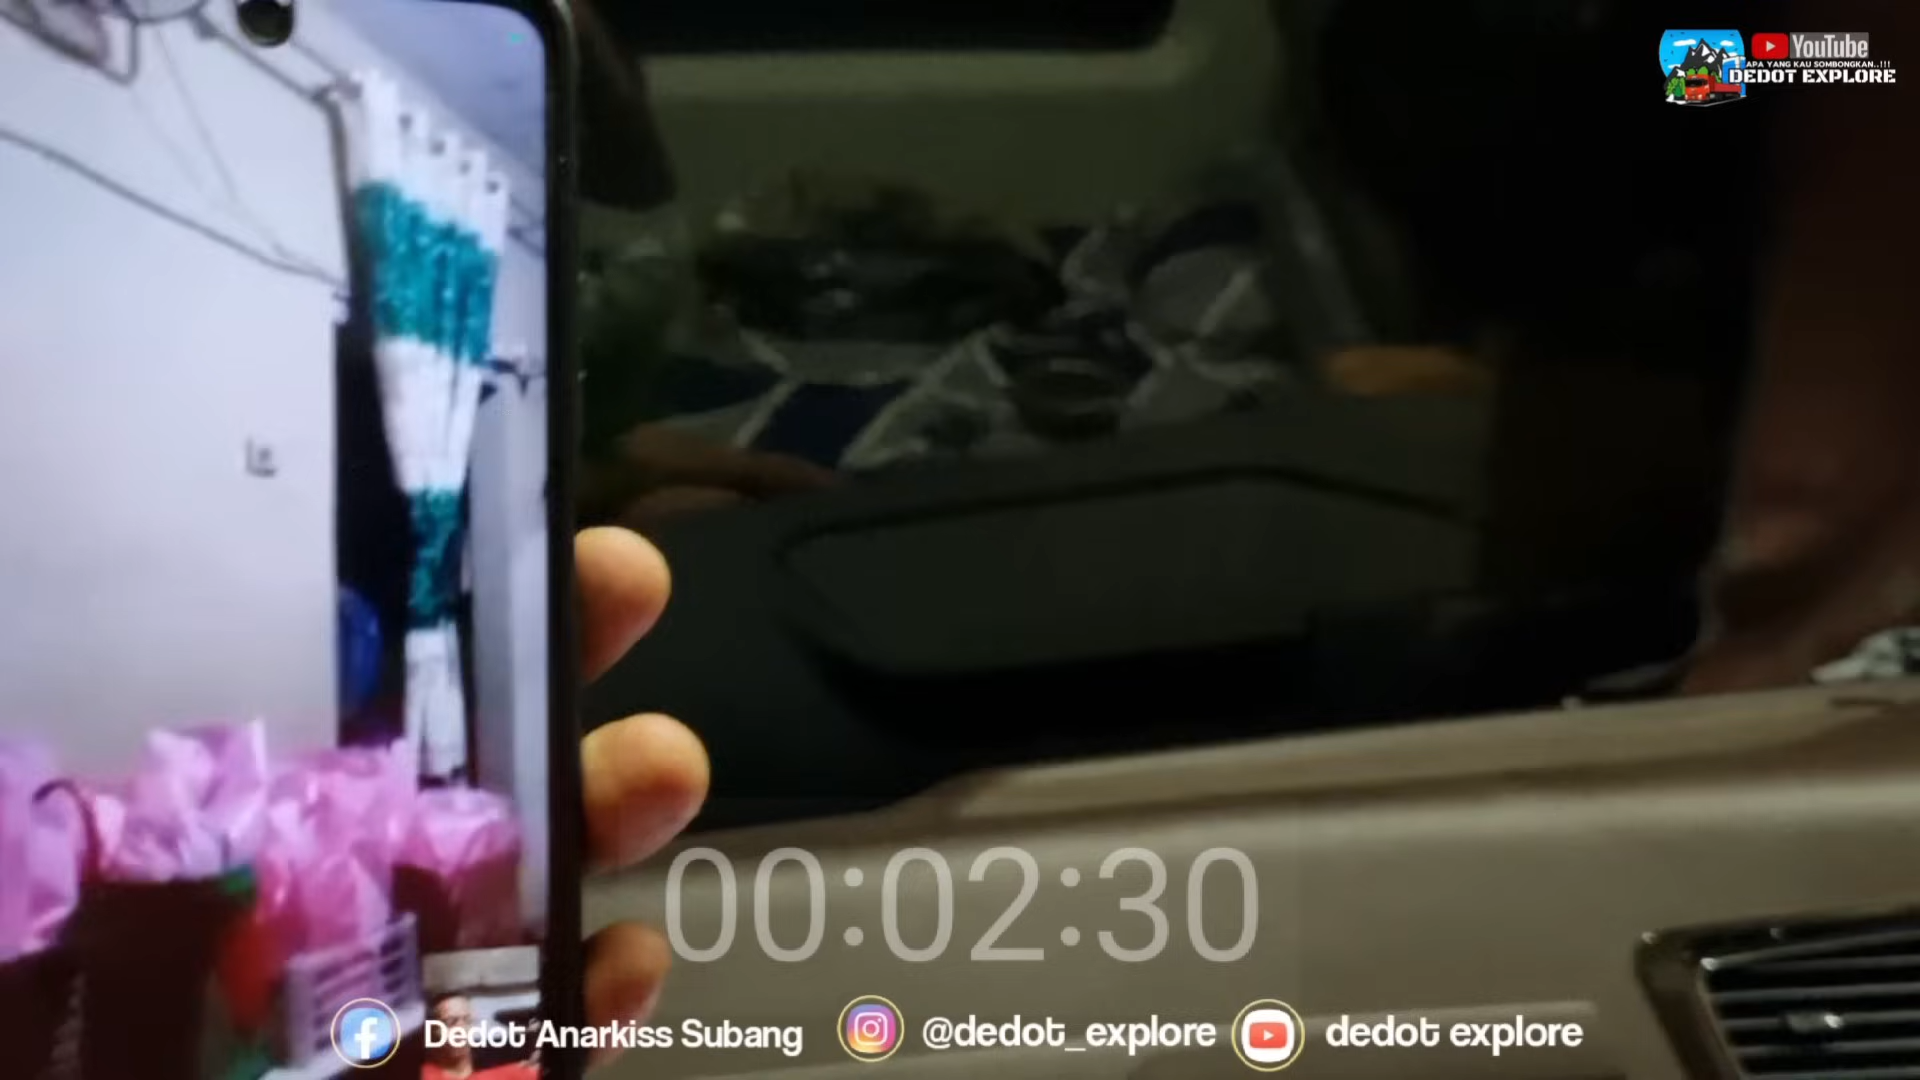 YouTube
APA YANG KAU SOMBONGKAN..!!!
DEDOT EXPLORE
00:02:30
Dedot Anarkiss Subang
@dedot_explore
dedot explore